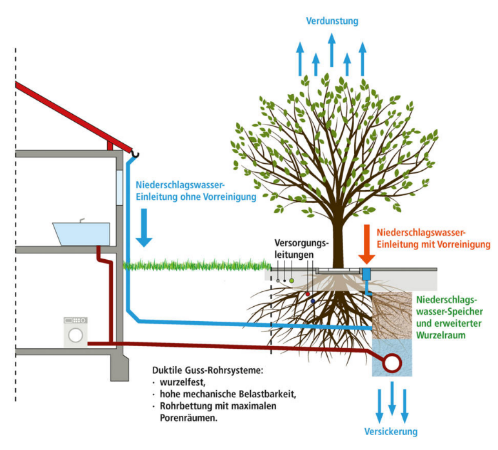 Verdunstung
Niederschlagswasser-
Einleitung ohne Vorreinigung
Versorgungs-
leitungen
Niederschlagswasser-
Einleitung mit Vorreinigung
Niederschlags-
wasser-Speicher
und erweiterter
Wurzelraum
Duktile Guss-Rohrsysteme:
· wurzelfest,
· hohe mechanische Belastbarkeit,
· Rohrbettung mit maximalen
Porenräumen.
Versickerung